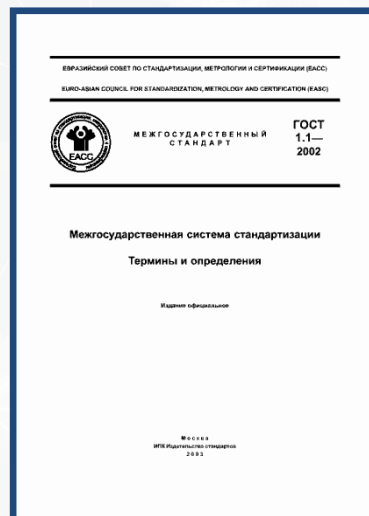 ЕВРАЗИЙСКИЙ СОВЕТ ПО СТАНДАРТИЗАЦИИ, МЕТРОЛОГИИ И СЕРТИФИКАЦИИ (ЕАСС)
EURO-ASIAN COUNCIL FOR STANDARDIZATION, METROLOGY AND CERTIFICATION (EASC)
ЕАСС
МЕЖГОСУДАРСТВЕННЫЙ
СТАНДАРТ
ГОСТ
1.1—
2002
Межгосударственная система стандартизации
Термины и определения
Издание официальное
Москва
ИПК Издательство стандартов
2003